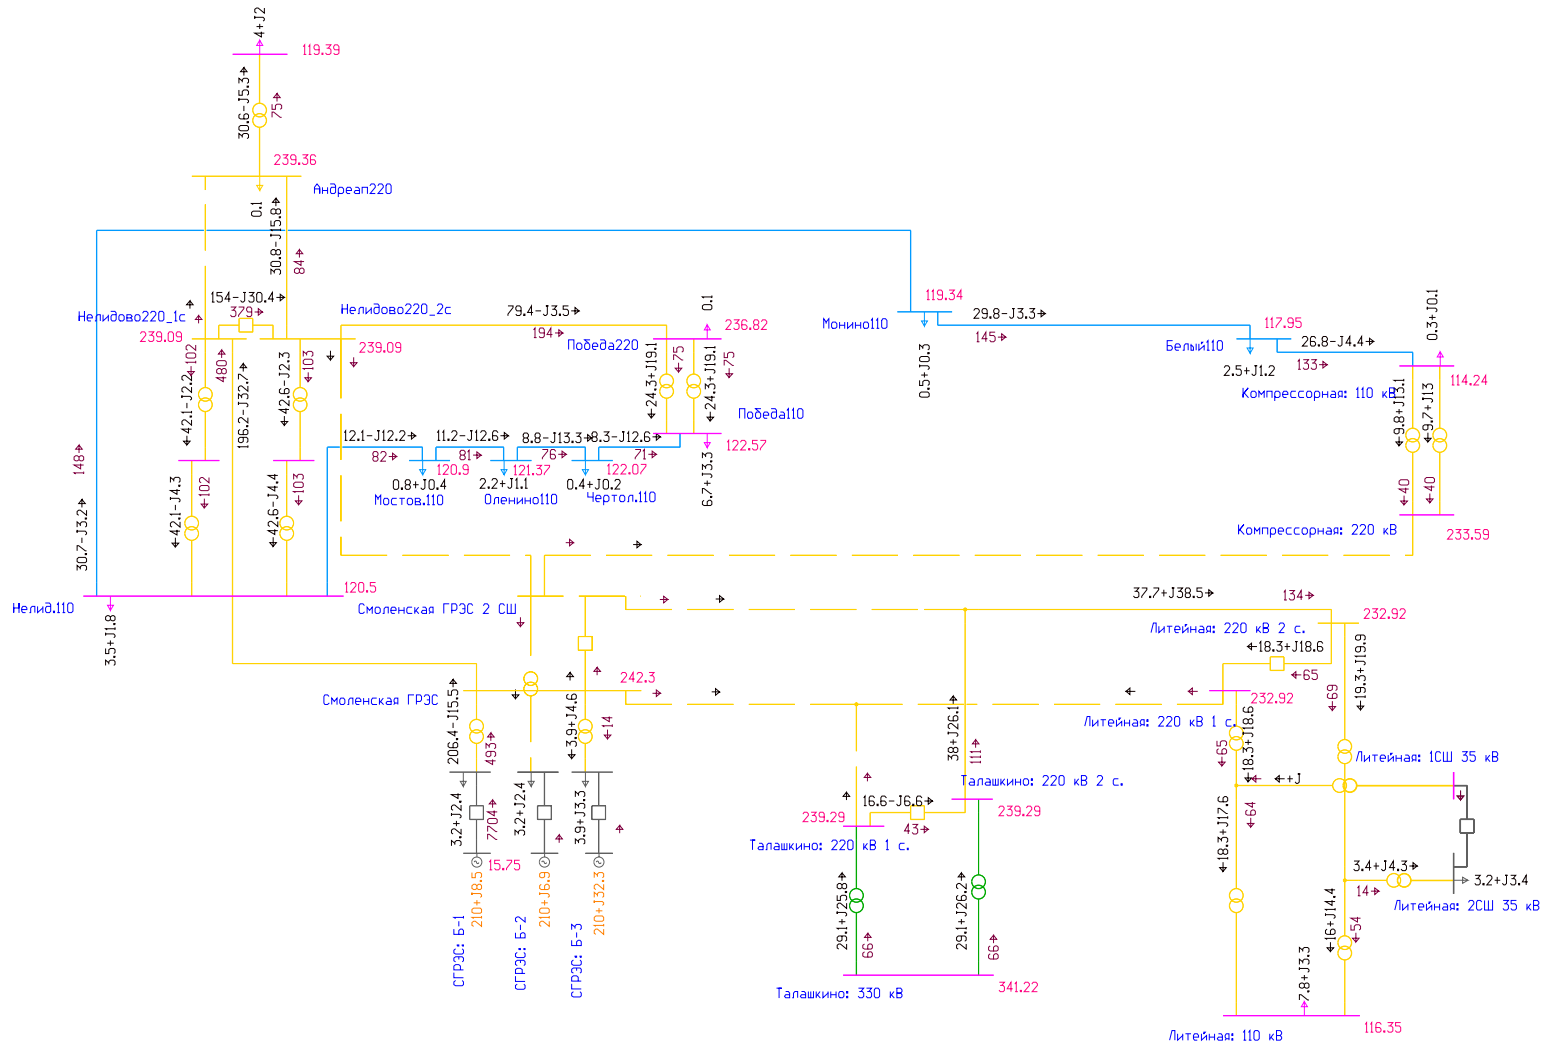 4+J2
119.39
30.6-J5.3
75
239.36
Андреап220
0.1
30.8-J15.8
84
154-J30.4
379
Нелидово220_1с
239.09
Нелидово220_2с
239.09
79.4-J3.5
194
0.1
236.82
Победа220
75
75
24.3+J19.1
24.3+J19.1
Победа110
122.57
6.7+J3.3
Монино110
119.34
0.5+J0.3
29.8-J3.3
145
117.95
Белый110
2.5+J1.2
26.8-J4.4
133
0.3+J0.1
114.24
Компрессорная: 110 кВ
9.8+J13.1
9.7+J13
40
40
Компрессорная: 220 кВ
233.59
102
480
42.1-J2.2
196.2-J32.7
42.6-J2.3
103
102
103
42.1-J4.3
42.6-J4.4
148
30.7-J3.2
12.1-J12.2
82
11.2-J12.6
81
8.8-J13.3
76
8.3-J12.6
71
120.9
121.37
122.07
0.8+J0.4
2.2+J1.1
0.4+J0.2
Мостов.110
Оленино110
Чертол.110
120.5
Нелид.110
3.5+J1.8
Смоленская ГРЭС 2 СШ
242.3
Смоленская ГРЭС
206.4-J15.5
493
3.9+J4.6
14
3.2+J2.4
7704
3.2+J2.4
3.9+J3.3
15.75
210+J8.5
210+J6.9
210+J32.3
СГРЭС: Б-1
СГРЭС: Б-2
СГРЭС: Б-3
37.7+J38.5
134
232.92
Литейная: 220 кВ 2 с.
18.3+J18.6
65
69
19.3+J19.9
232.92
Литейная: 220 кВ 1 с.
65
18.3+J18.6
+J
64
18.3+J17.6
Литейная: 1СШ 35 кВ
3.4+J4.3
14
3.2+J3.4
Литейная: 2СШ 35 кВ
16+J14.4
54
7.8+J3.3
116.35
Литейная: 110 кВ
38+J26.1
111
Талашкино: 220 кВ 2 с.
239.29
16.6-J6.6
43
239.29
Талашкино: 220 кВ 1 с.
29.1+J25.8
66
29.1+J26.2
66
341.22
Талашкино: 330 кВ